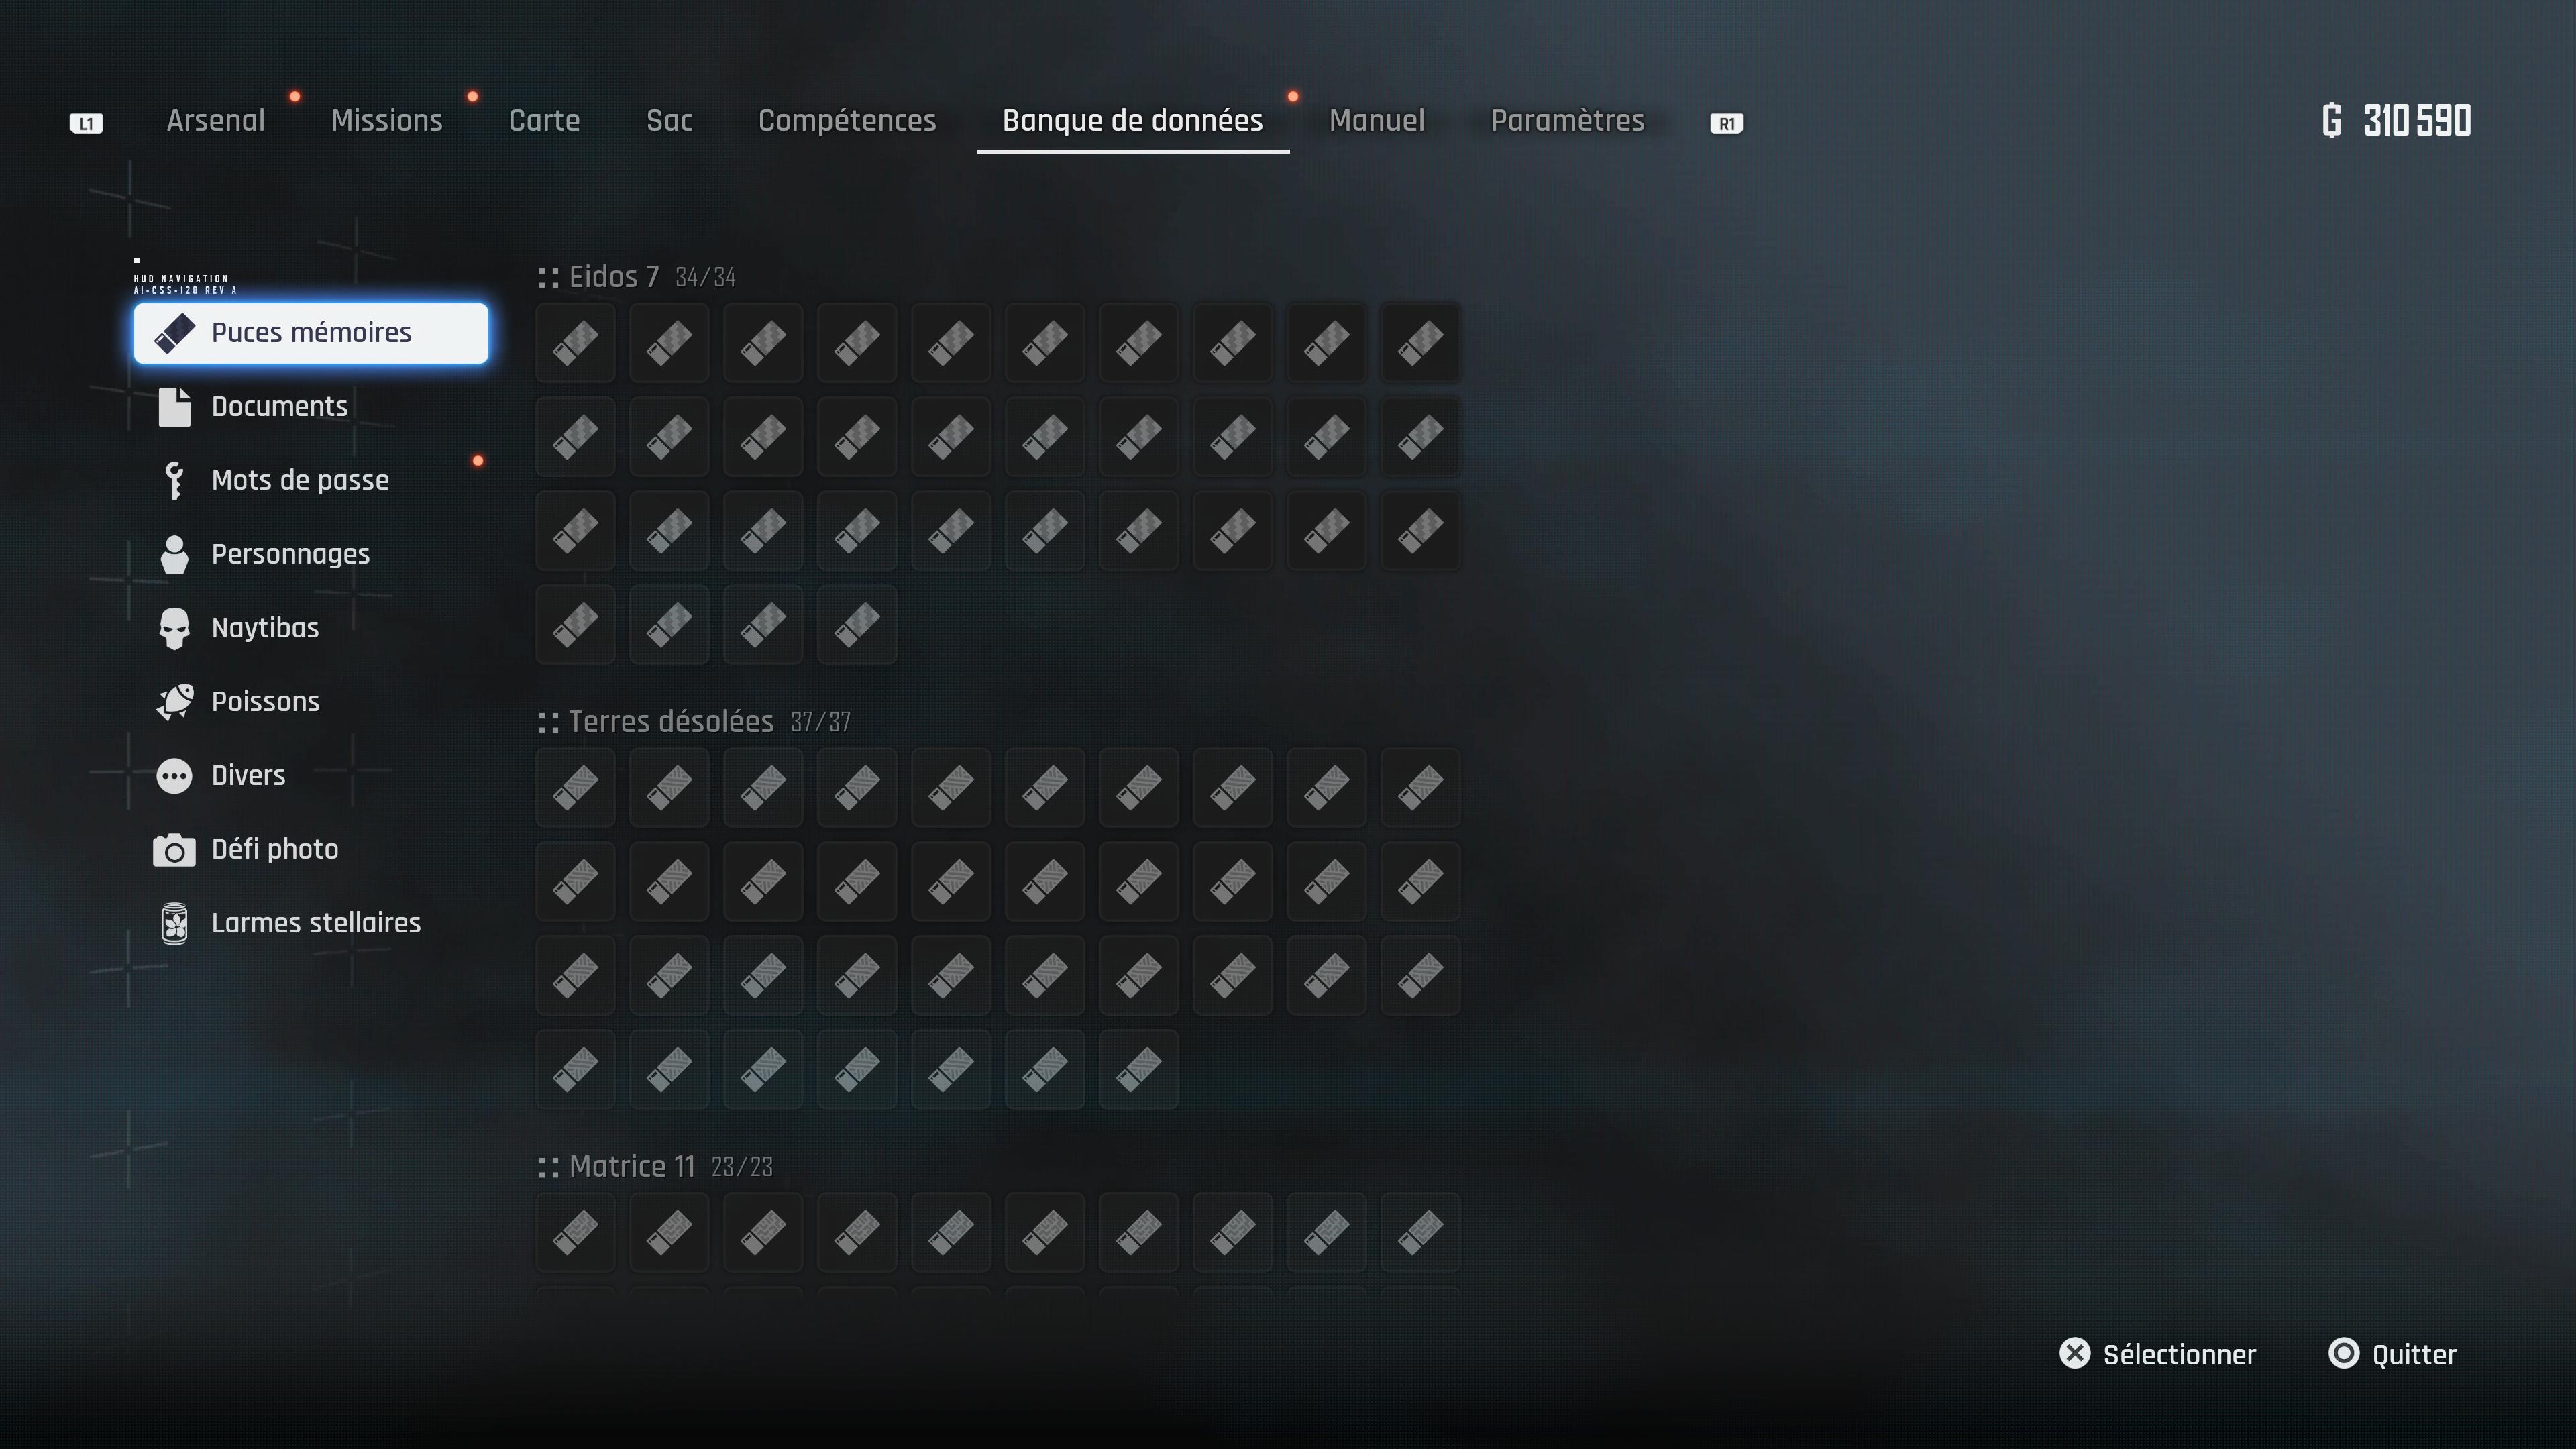 L1 Arsenal Missions Carte Sac Compétences Banque de données Manuel Paramètres R1 310 590
HUD NAVIGATION
AI-CSS-128 REV A
Puces mémoires
Documents
Mots de passe
Personnages
Naytibas
Poissons
Divers
Défi photo
Larmes stellaires
Eidos 7 34/34
Terres désolées 37/37
Matrice 11 23/23
Sélectionner Quitter